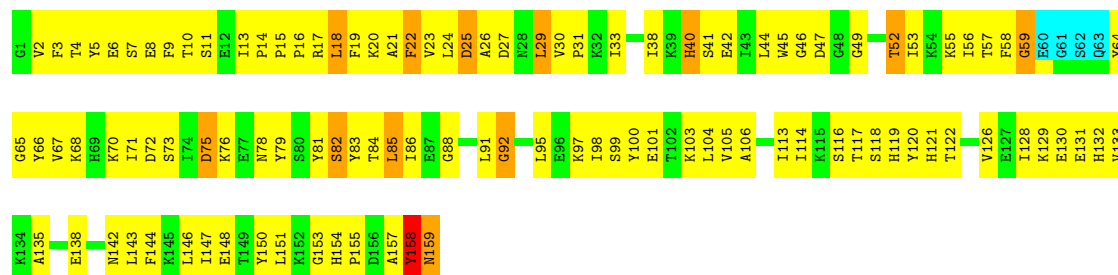 G1 V2 F3 T4 Y5 E6 S7 E8 F9 T10 S11 E12 I13 P14 P15 P16 R17 L18 F19 K20 A21 F22 V23 L24 D25 A26 D27 N28 L29 V30 P31 K32 I33 I38 K39 H40 S41 E42 I43 L44 W45 G46 D47 G48 G49 T52 I53 K54 K55 I56 T57 F58 G59 E60 G61 S62 Q63 Y64
G65 Y66 V67 K68 H69 K70 I71 D72 S73 I74 D75 K76 E77 N78 Y79 S80 Y81 S82 Y83 T84 L85 I86 E87 G88 L91 G92 L95 E96 K97 I98 S99 Y100 E101 T102 K103 L104 V105 A106 I113 I114 K115 S116 T117 S118 H119 Y120 H121 T122 V126 E127 I128 K129 E130 E131 H132 V133
K134 A135 E138 N142 L143 F144 K145 L146 I147 E148 T149 Y150 L151 K152 G153 H154 P155 D156 A157 Y158 N159